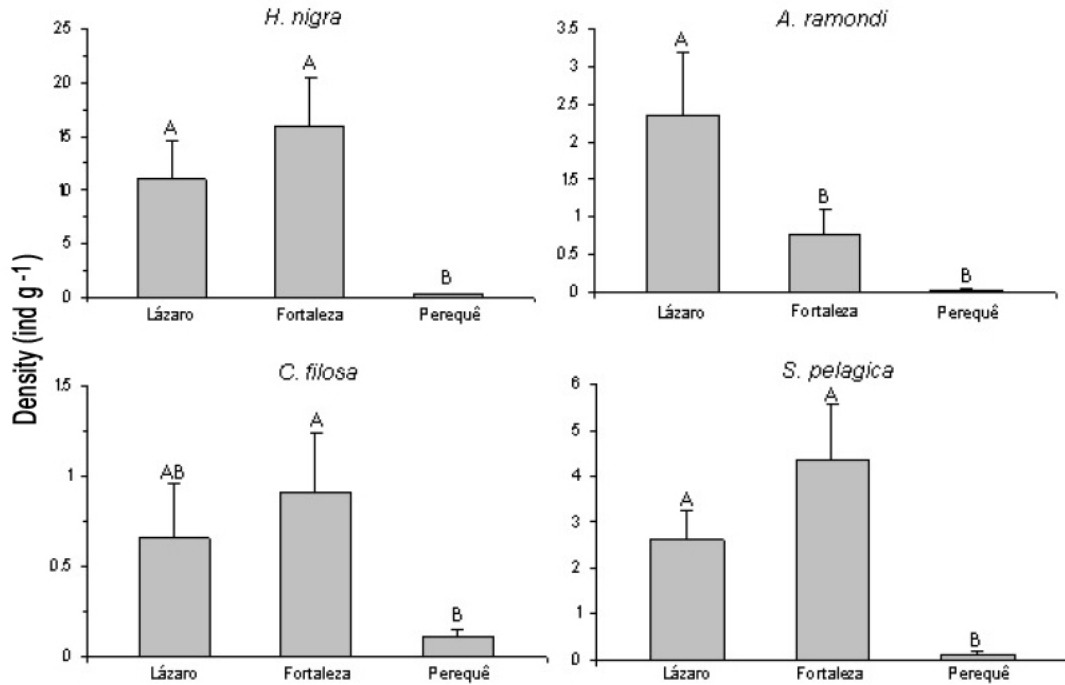 H. nigra
25
20
15
10
5
0
A
A
B
Lázaro
Fortaleza
Perequê
A. ramondi
3.5
3
2.5
2
1.5
1
0.5
0
A
B
B
Lázaro
Fortaleza
Perequê
Density (ind g -1)
C. filosa
1.5
1
0.5
0
AB
A
B
Lázaro
Fortaleza
Perequê
S. pelagica
6
5
4
3
2
1
0
A
A
B
Lázaro
Fortaleza
Perequê